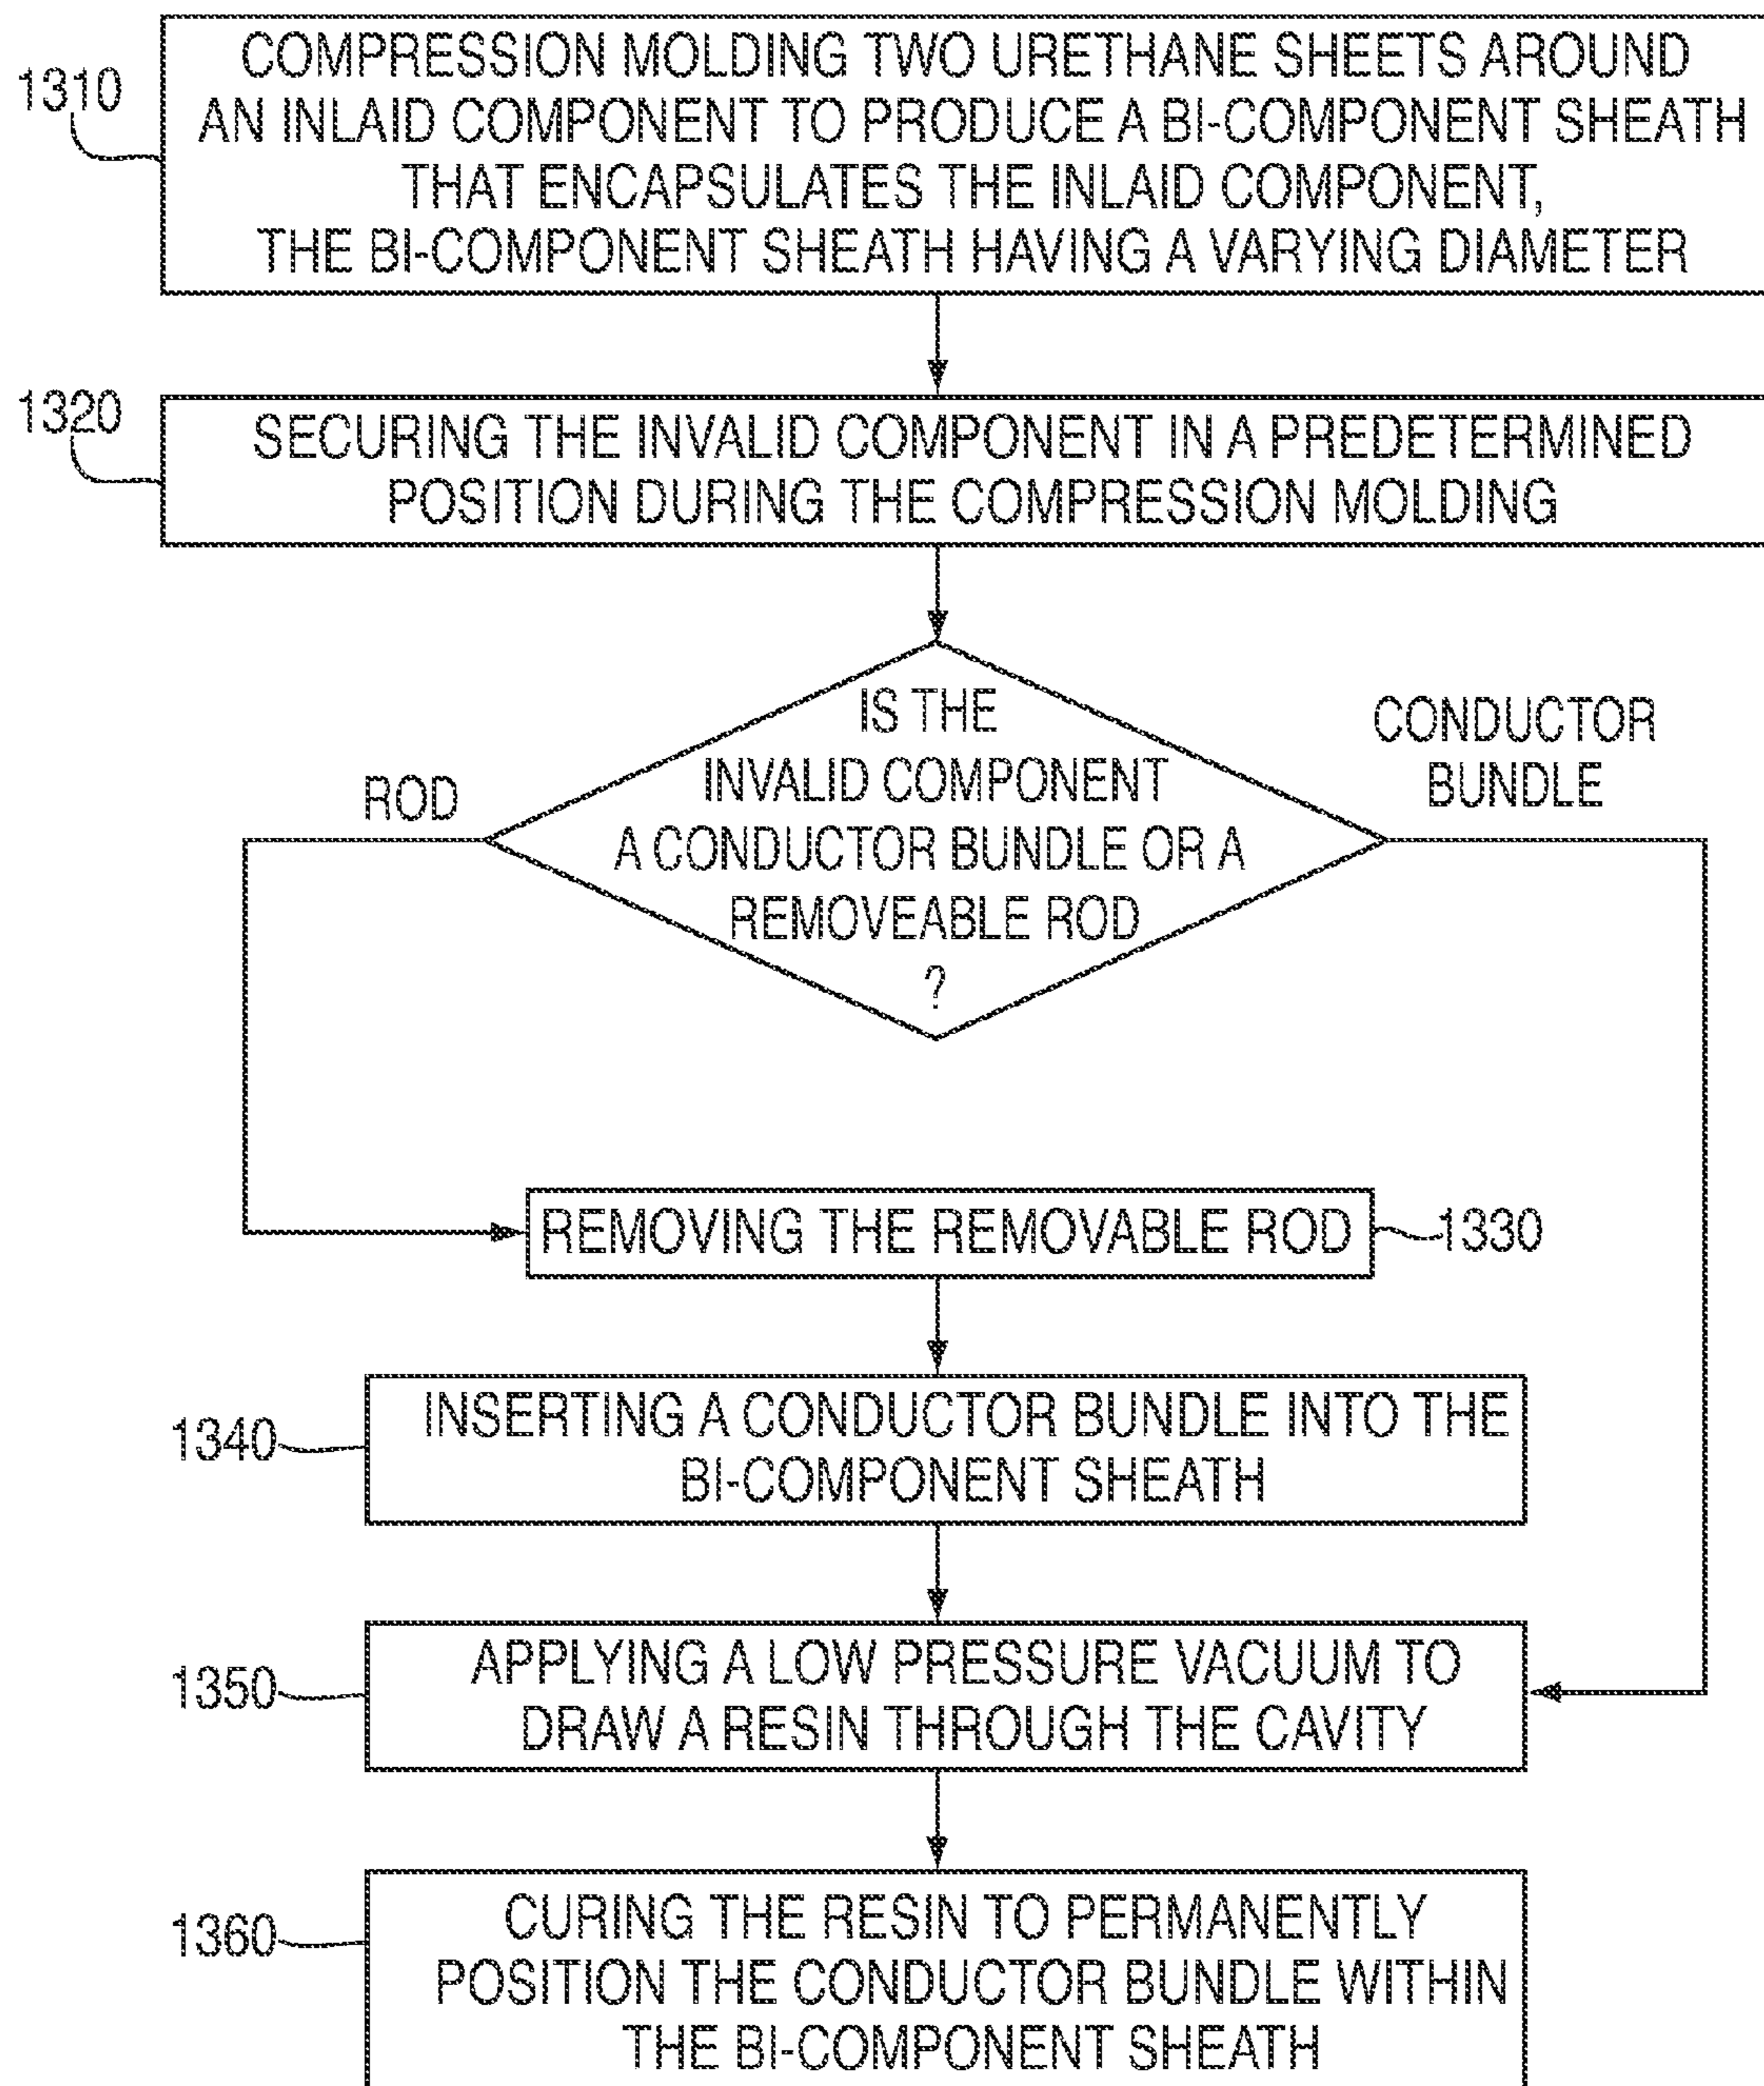 1310
COMPRESSION MOLDING TWO URETHANE SHEETS AROUND
AN INLAID COMPONENT TO PRODUCE A BI-COMPONENT SHEATH
THAT ENCAPSULATES THE INLAID COMPONENT,
THE BI-COMPONENT SHEATH HAVING A VARYING DIAMETER
1320
SECURING THE INVALID COMPONENT IN A PREDETERMINED
POSITION DURING THE COMPRESSION MOLDING
IS THE
INVALID COMPONENT
A CONDUCTOR BUNDLE OR A
REMOVEABLE ROD
?
ROD
CONDUCTOR
BUNDLE
REMOVING THE REMOVABLE ROD
1330
1340
INSERTING A CONDUCTOR BUNDLE INTO THE
BI-COMPONENT SHEATH
1350
APPLYING A LOW PRESSURE VACUUM TO
DRAW A RESIN THROUGH THE CAVITY
1360
CURING THE RESIN TO PERMANENTLY
POSITION THE CONDUCTOR BUNDLE WITHIN
THE BI-COMPONENT SHEATH